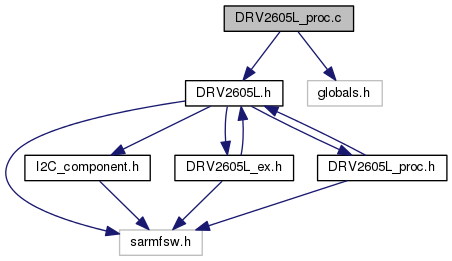 DRV2605L_proc.c
DRV2605L.h
globals.h
I2C_component.h
DRV2605L_ex.h
DRV2605L_proc.h
sarmfsw.h